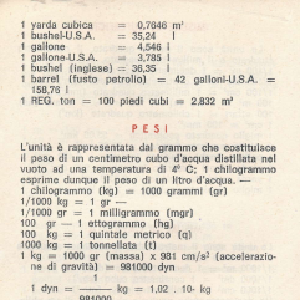 1 yarda cubica = 0,7646 m³
1 bushel-U.S.A. = 35,24 l
1 gallone = 4,546 l
1 gallone-U.S.A. = 3,785 l
1 bushel (inglese) = 36,35 l
1 barrel (fusto petrolio) = 42 galloni-U.S.A. =
158,76 l
1 REG. ton = 100 piedi cubi = 2,832 m³
PESI
L'unità è rappresentata dal grammo che costituisce
il peso di un centimetro cubo d'acqua distillata nel
vuoto ad una temperatura di 4° C; 1 chilogrammo
esprime dunque il peso di un litro d'acqua. —
1 chilogrammo (kg) = 1000 grammi (gr)
1/1000 kg = 1 gr —
1/1000 gr = 1 milligrammo (mgr)
100 gr — 1 ettogrammo (hg)
100 kg = 1 quintale metrico (q)
1000 kg = 1 tonnellata (t)
1 kg = 1000 gr (massa) x 981 cm/s² (accelerazio-
ne di gravità) = 981000 dyn
1
1 dyn = kg = 1,02 . 10- kg
981000